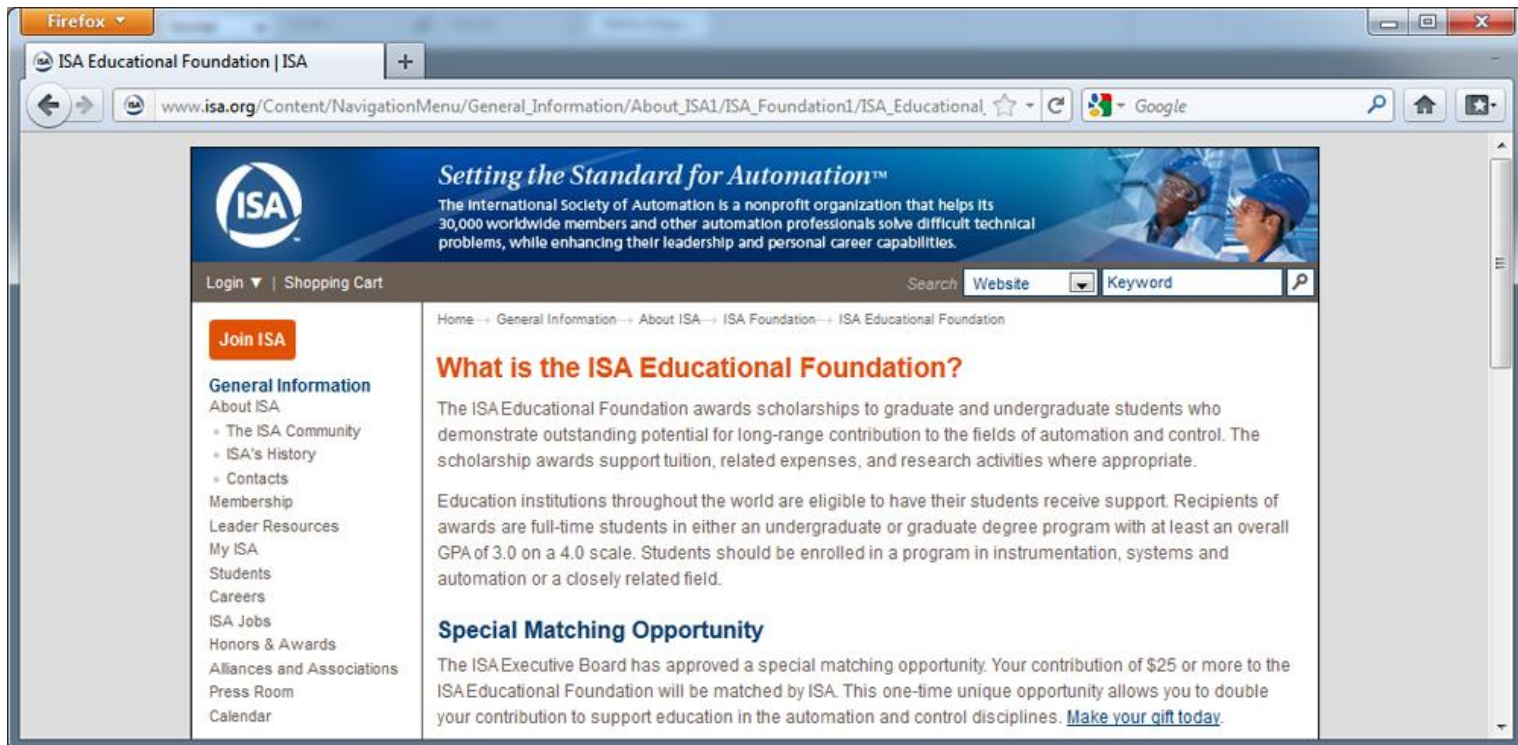 Firefox
ISA Educational Foundation | ISA
www.isa.org/Content/NavigationMenu/General_Information/About_ISA1/ISA_Foundation1/ISA_Educational_
Google
ISA
Setting the Standard for Automation™
The International Society of Automation is a nonprofit organization that helps its
30,000 worldwide members and other automation professionals solve difficult technical
problems, while enhancing their leadership and personal career capabilities.
Login ▼ | Shopping Cart
Search Website Keyword
Home → General Information → About ISA → ISA Foundation → ISA Educational Foundation
Join ISA
General Information
About ISA
The ISA Community
ISA's History
Contacts
Membership
Leader Resources
My ISA
Students
Careers
ISA Jobs
Honors & Awards
Alliances and Associations
Press Room
Calendar
What is the ISA Educational Foundation?
The ISA Educational Foundation awards scholarships to graduate and undergraduate students who
demonstrate outstanding potential for long-range contribution to the fields of automation and control. The
scholarship awards support tuition, related expenses, and research activities where appropriate.
Education institutions throughout the world are eligible to have their students receive support. Recipients of
awards are full-time students in either an undergraduate or graduate degree program with at least an overall
GPA of 3.0 on a 4.0 scale. Students should be enrolled in a program in instrumentation, systems and
automation or a closely related field.
Special Matching Opportunity
The ISA Executive Board has approved a special matching opportunity. Your contribution of $25 or more to the
ISA Educational Foundation will be matched by ISA. This one-time unique opportunity allows you to double
your contribution to support education in the automation and control disciplines. Make your gift today.